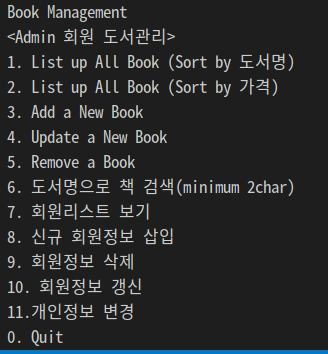 Book Management
<Admin 회원 도서관리>
1. List up All Book (Sort by 도서명)
2. List up All Book (Sort by 가격)
3. Add a New Book
4. Update a New Book
5. Remove a Book
6. 도서명으로 책 검색(minimum 2char)
7. 회원리스트 보기
8. 신규 회원정보 삽입
9. 회원정보 삭제
10. 회원정보 갱신
11.개인정보 변경
0. Quit